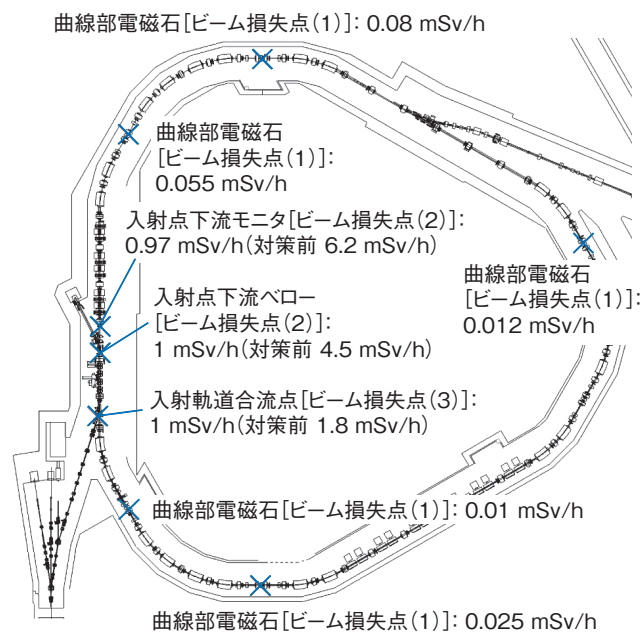 曲線部電磁石[ビーム損失点(1)]: 0.08 mSv/h
曲線部電磁石
[ビーム損失点(1)]:
0.055 mSv/h
入射点下流モニタ[ビーム損失点(2)]:
0.97 mSv/h(対策前 6.2 mSv/h)
曲線部電磁石
[ビーム損失点(1)]:
0.012 mSv/h
入射点下流ベロー
[ビーム損失点(2)]:
1 mSv/h(対策前 4.5 mSv/h)
入射軌道合流点[ビーム損失点(3)]:
1 mSv/h(対策前 1.8 mSv/h)
曲線部電磁石[ビーム損失点(1)]: 0.01 mSv/h
曲線部電磁石[ビーム損失点(1)]: 0.025 mSv/h